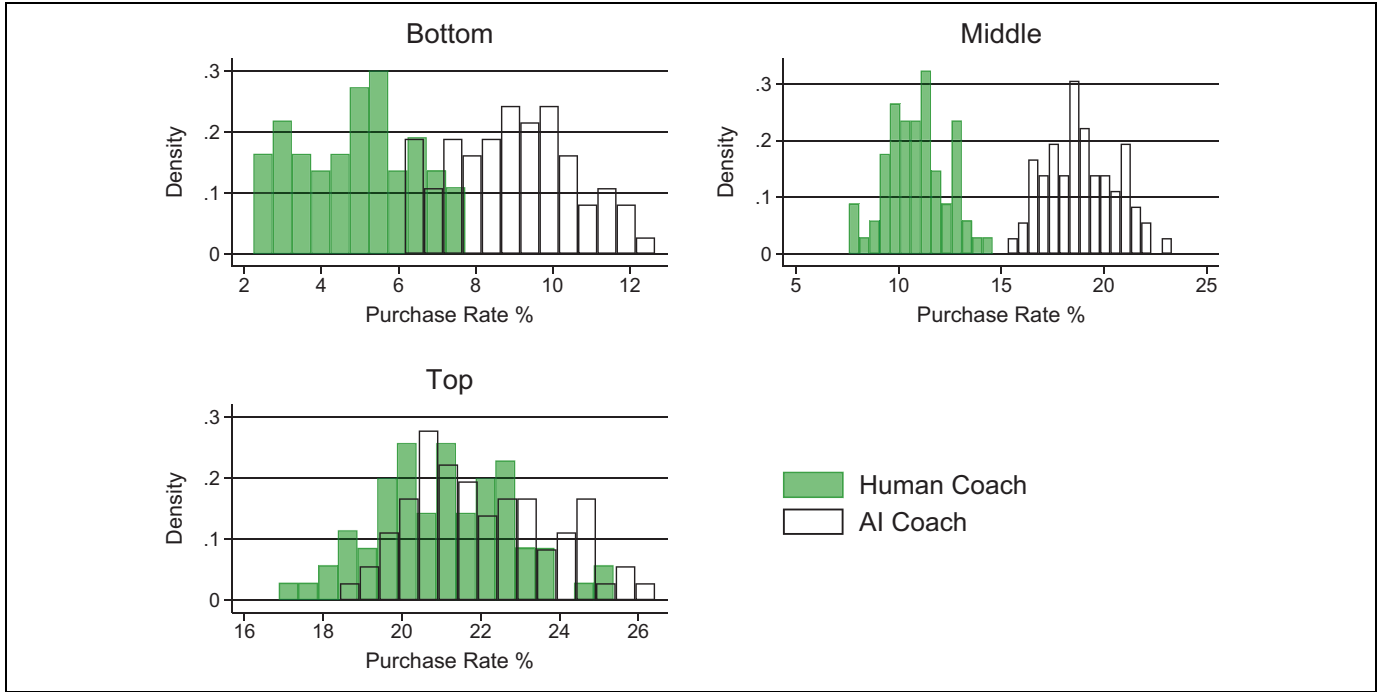 Bottom
.3
.2
.1
0
Density
2 4 6 8 10 12
Purchase Rate %
Middle
.3
.2
.1
0
Density
5 10 15 20 25
Purchase Rate %
Top
.3
.2
.1
0
Density
16 18 20 22 24 26
Purchase Rate %
Human Coach
AI Coach